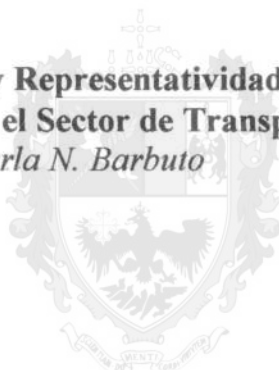 y Representatividad
el Sector de Transp
rla N. Barbuto